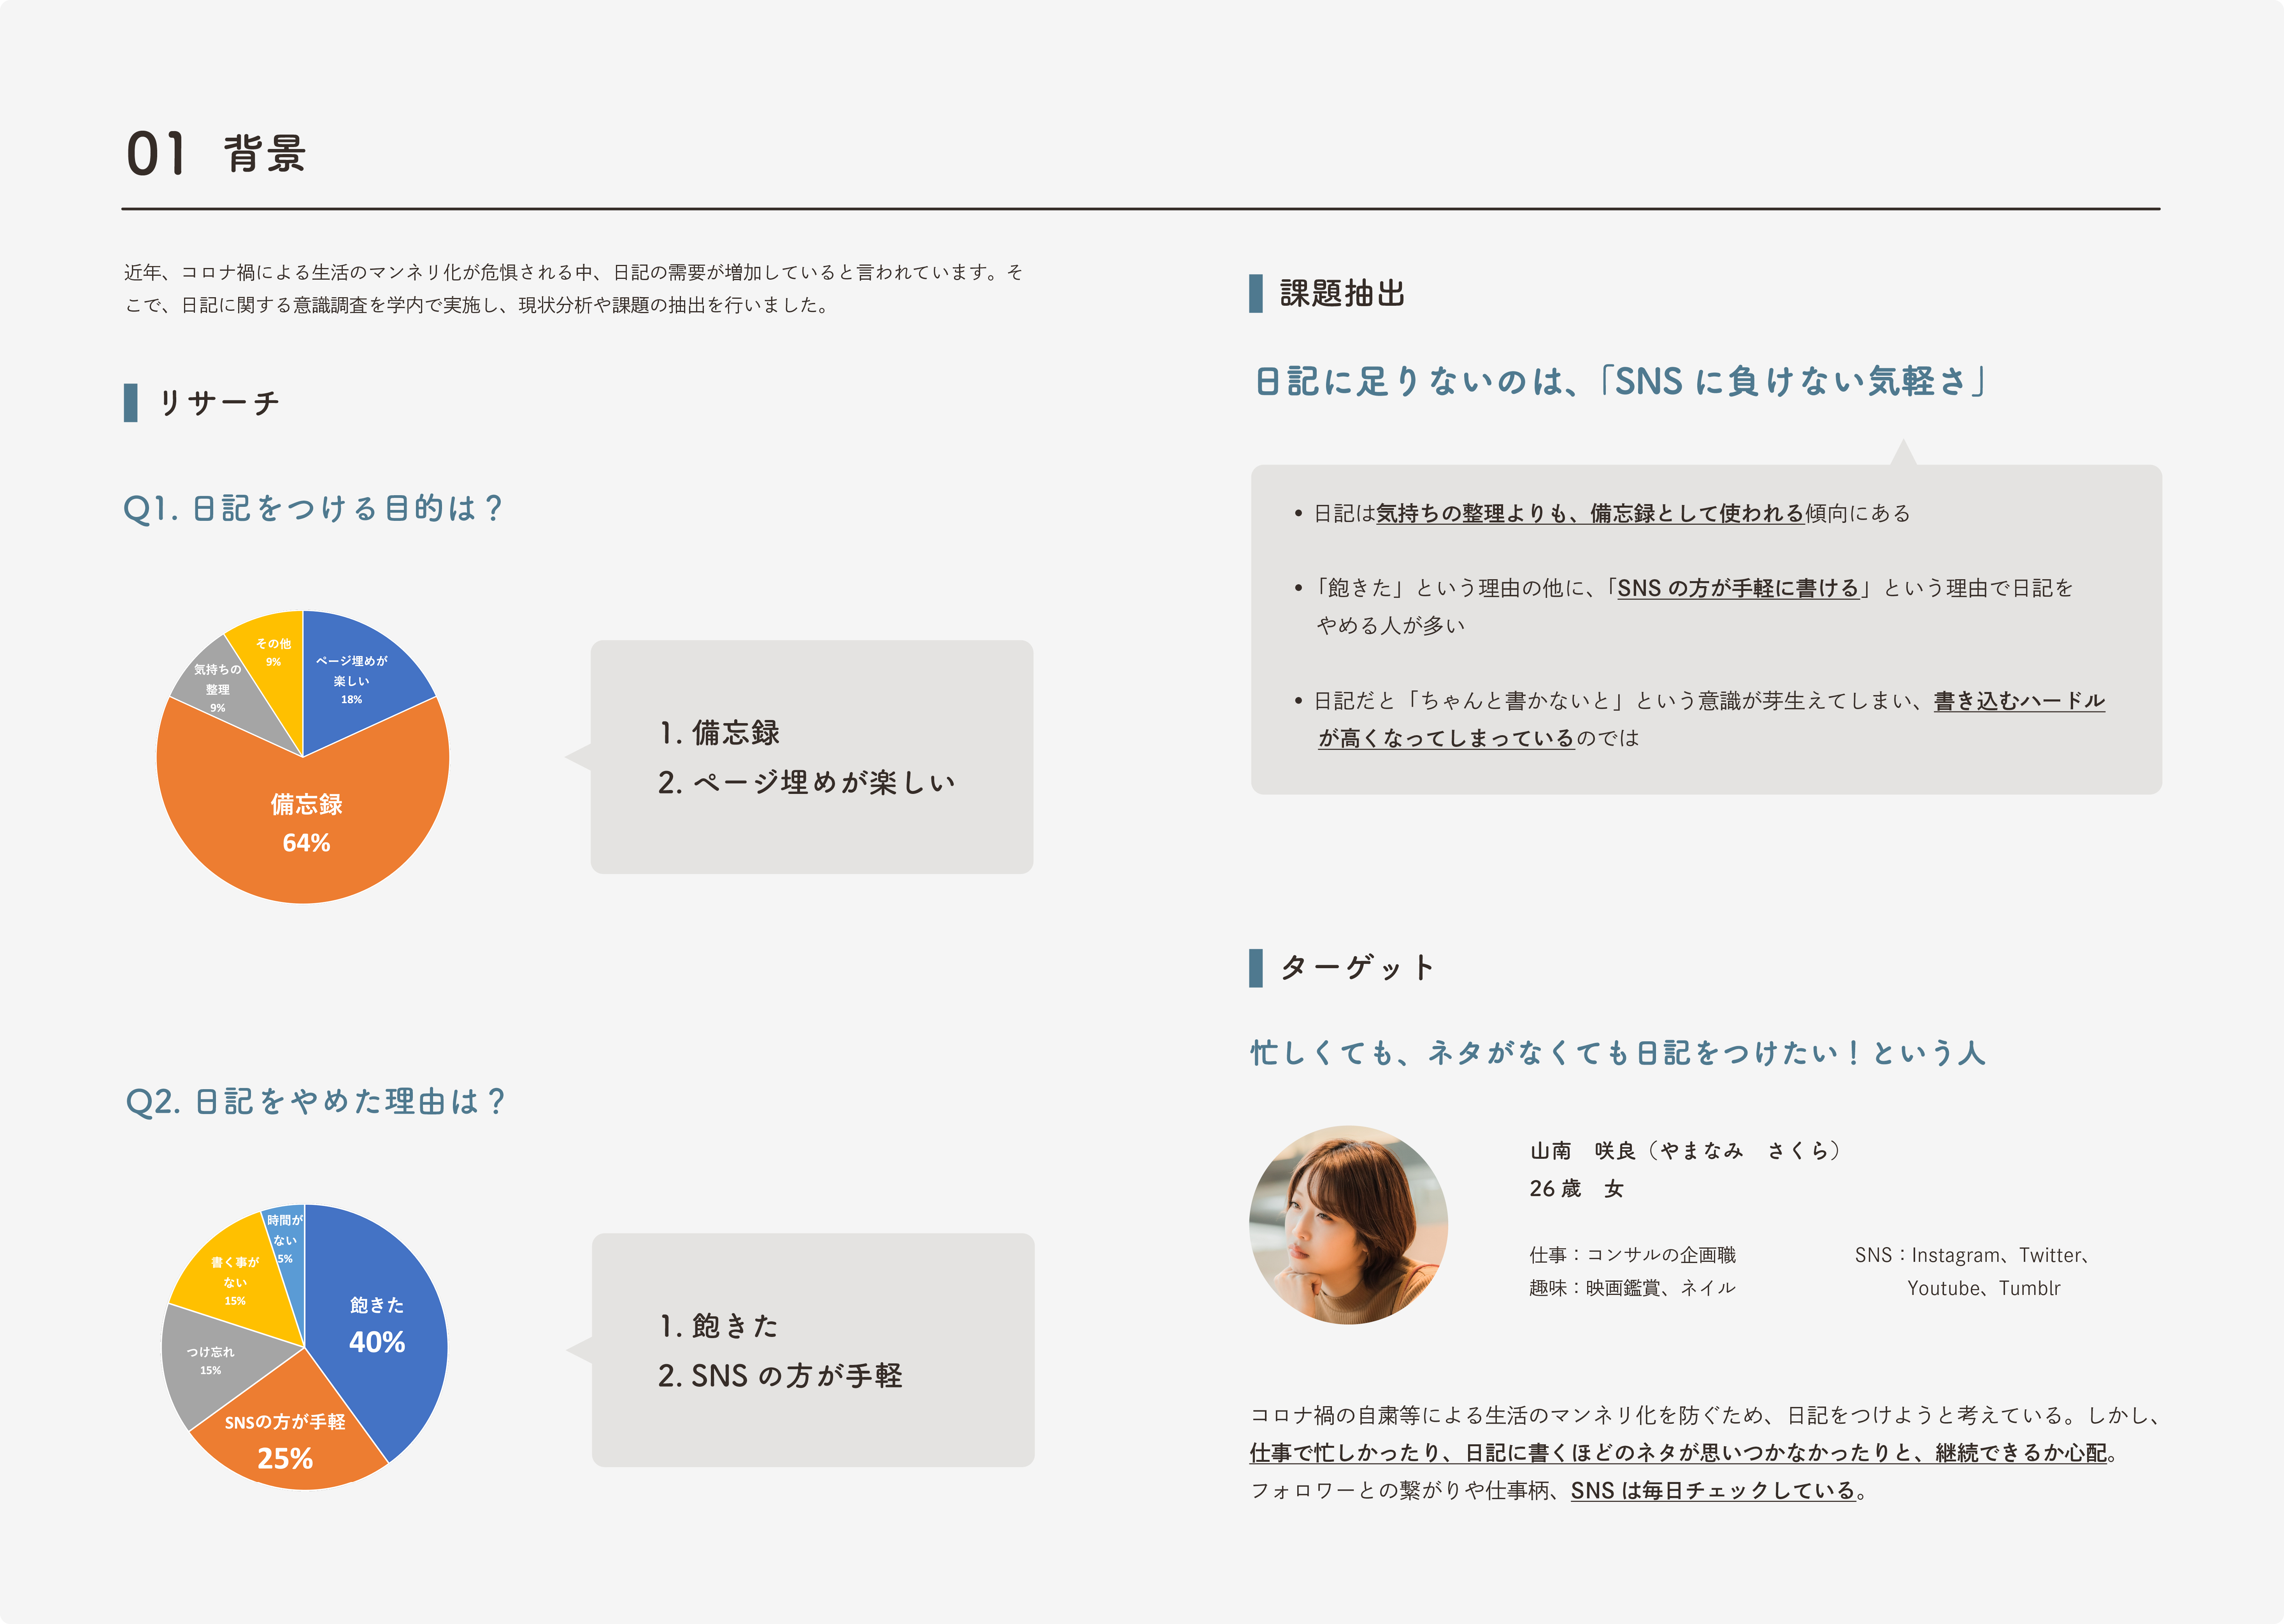 01 背景
近年、コロナ禍による生活のマンネリ化が危惧される中、日記の需要が増加していると言われています。そ
こで、日記に関する意識調査を学内で実施し、現状分析や課題の抽出を行いました。
リサーチ
Q1. 日記をつける目的は？
その他
9%
気持ちの
整理
9%
ページ埋めが
楽しい
18%
備忘録
64%
1. 備忘録
2. ページ埋めが楽しい
Q2. 日記をやめた理由は？
時間が
ない
5%
書く事が
ない
15%
つけ忘れ
15%
飽きた
40%
SNSの方が手軽
25%
1. 飽きた
2. SNS の方が手軽
課題抽出
日記に足りないのは、「SNS に負けない気軽さ」
• 日記は気持ちの整理よりも、備忘録として使われる傾向にある
• 「飽きた」という理由の他に、「SNS の方が手軽に書ける」という理由で日記を
やめる人が多い
• 日記だと「ちゃんと書かないと」という意識が芽生えてしまい、書き込むハードル
が高くなってしまっているのでは
ターゲット
忙しくても、ネタがなくても日記をつけたい！という人
山南　咲良（やまなみ　さくら）
26 歳　女
仕事：コンサルの企画職
趣味：映画鑑賞、ネイル
SNS：Instagram、Twitter、
Youtube、Tumblr
コロナ禍の自粛等による生活のマンネリ化を防ぐため、日記をつけようと考えている。しかし、
仕事で忙しかったり、日記に書くほどのネタが思いつかなかったりと、継続できるか心配。
フォロワーとの繋がりや仕事柄、SNS は毎日チェックしている。